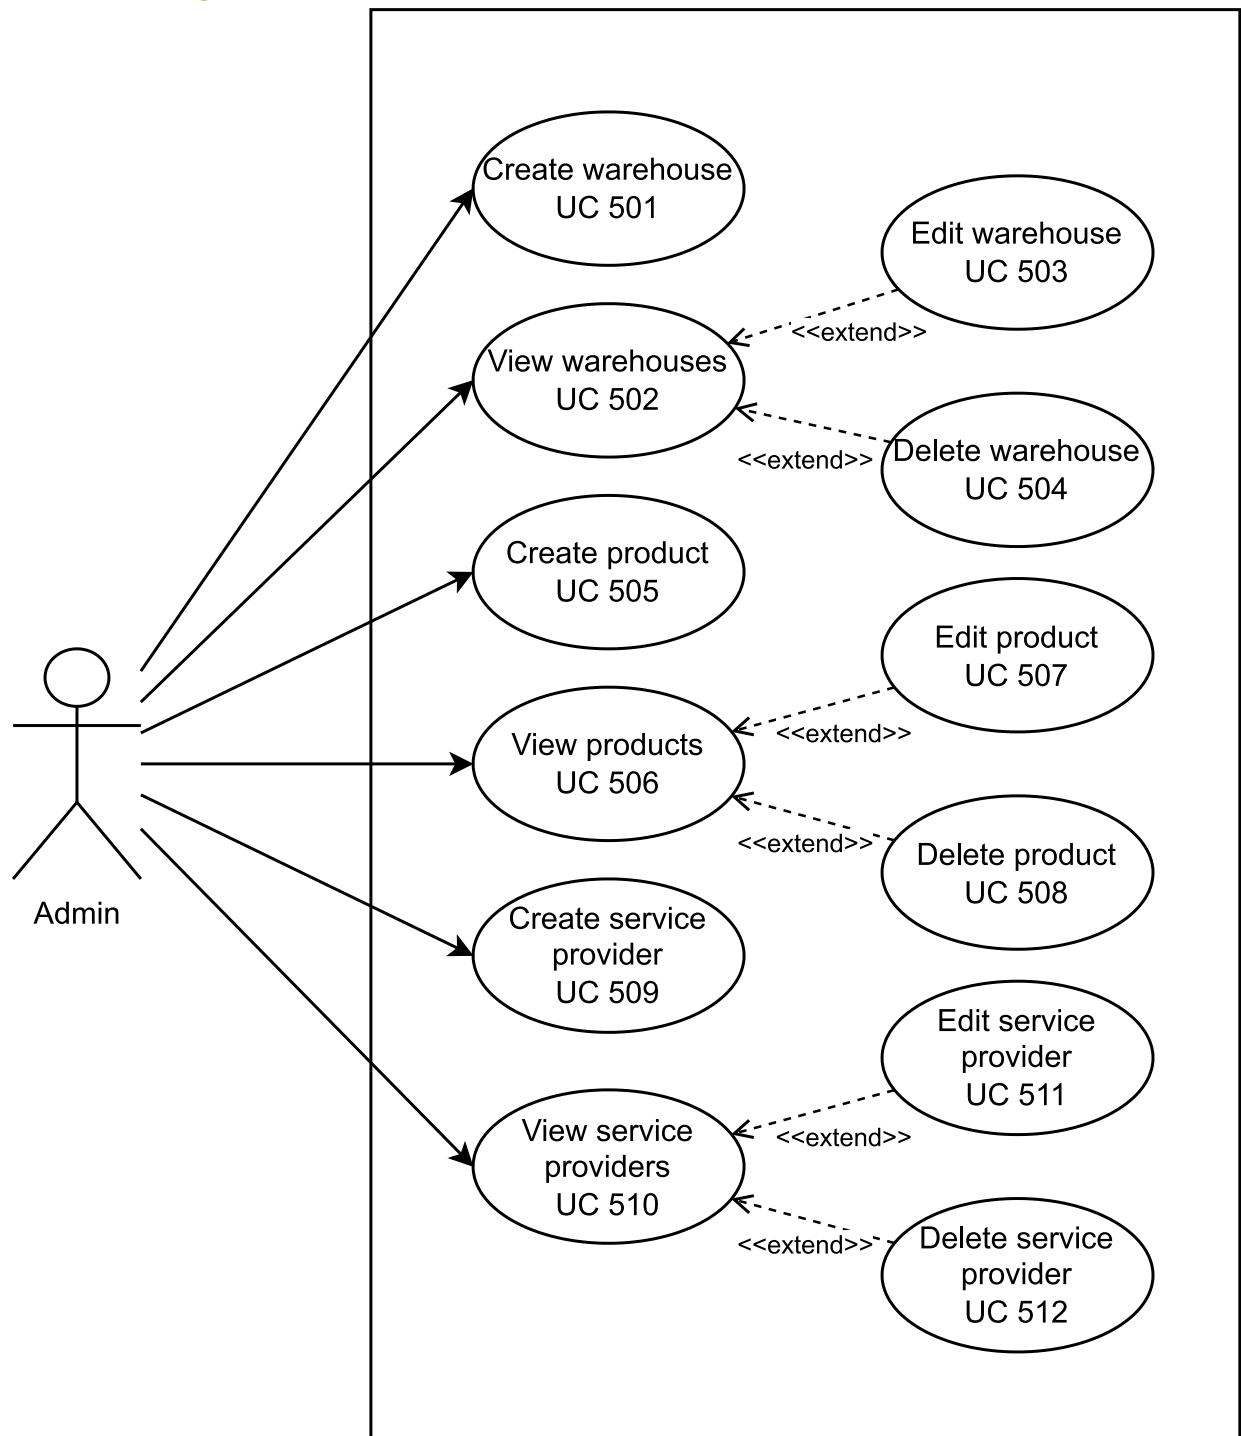 Create warehouse
UC 501
Edit warehouse
UC 503
<<extend>>
View warehouses
UC 502
<<extend>>
Delete warehouse
UC 504
Create product
UC 505
Edit product
UC 507
<<extend>>
View products
UC 506
<<extend>>
Delete product
UC 508
Admin
Create service
provider
UC 509
Edit service
provider
UC 511
<<extend>>
View service
providers
UC 510
<<extend>>
Delete service
provider
UC 512